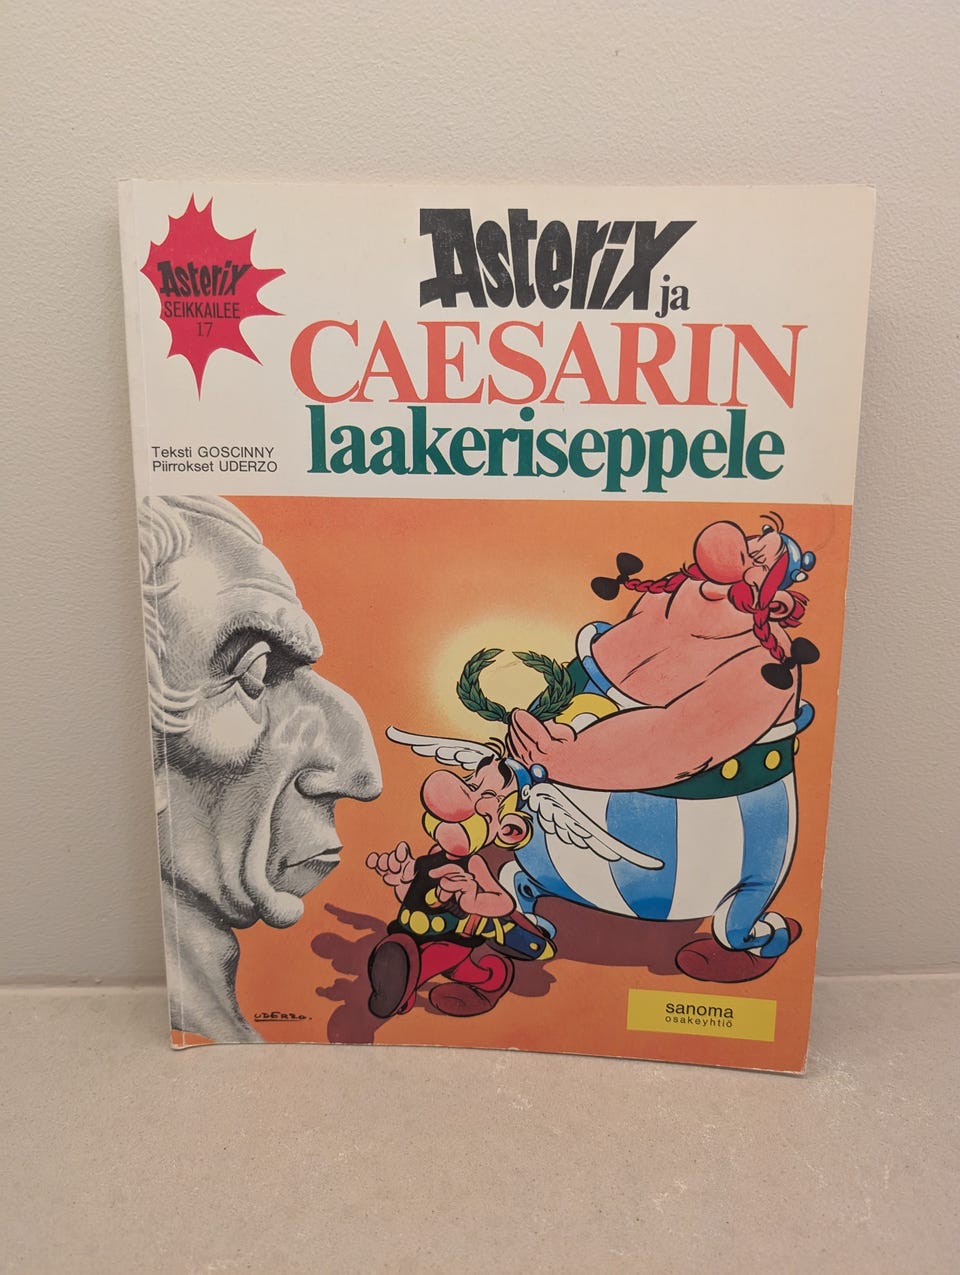 Asterix
SEIKKAILEE
17
Asterix ja
CAESARIN
laakeriseppele
Teksti GOSCINNY
Piirrokset UDERZO
UDERZO.
sanoma
osakeyhtiö